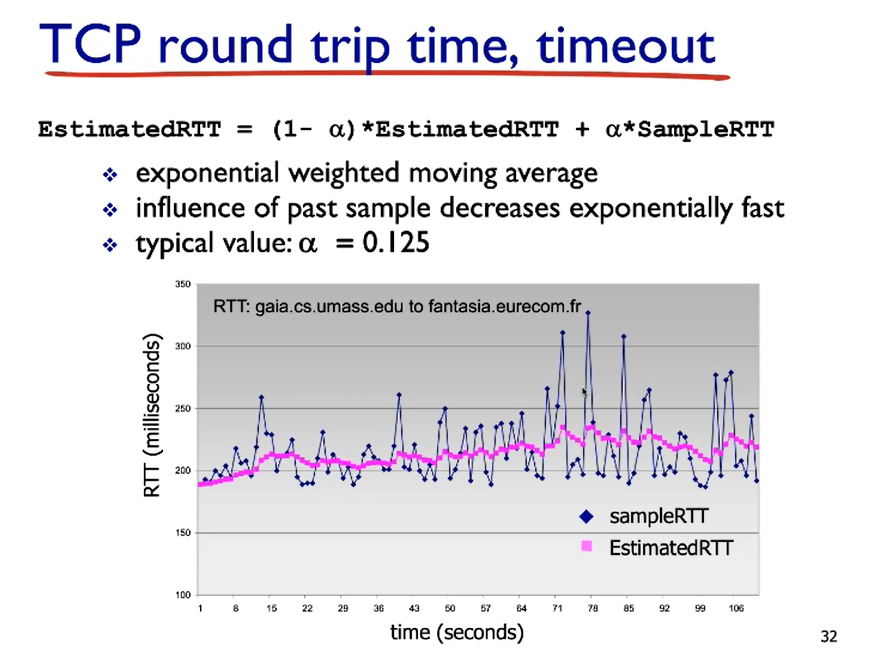 TCP round trip time, timeout
EstimatedRTT = (1- α)*EstimatedRTT + α*SampleRTT
❖ exponential weighted moving average
❖ influence of past sample decreases exponentially fast
❖ typical value: α = 0.125
RTT: gaia.cs.umass.edu to fantasia.eurecom.fr
350
300
250
200
150
100
RTT (milliseconds)
sampleRTT
EstimatedRTT
1 8 15 22 29 36 43 50 57 64 71 78 85 92 99 106
time (seconds)
32